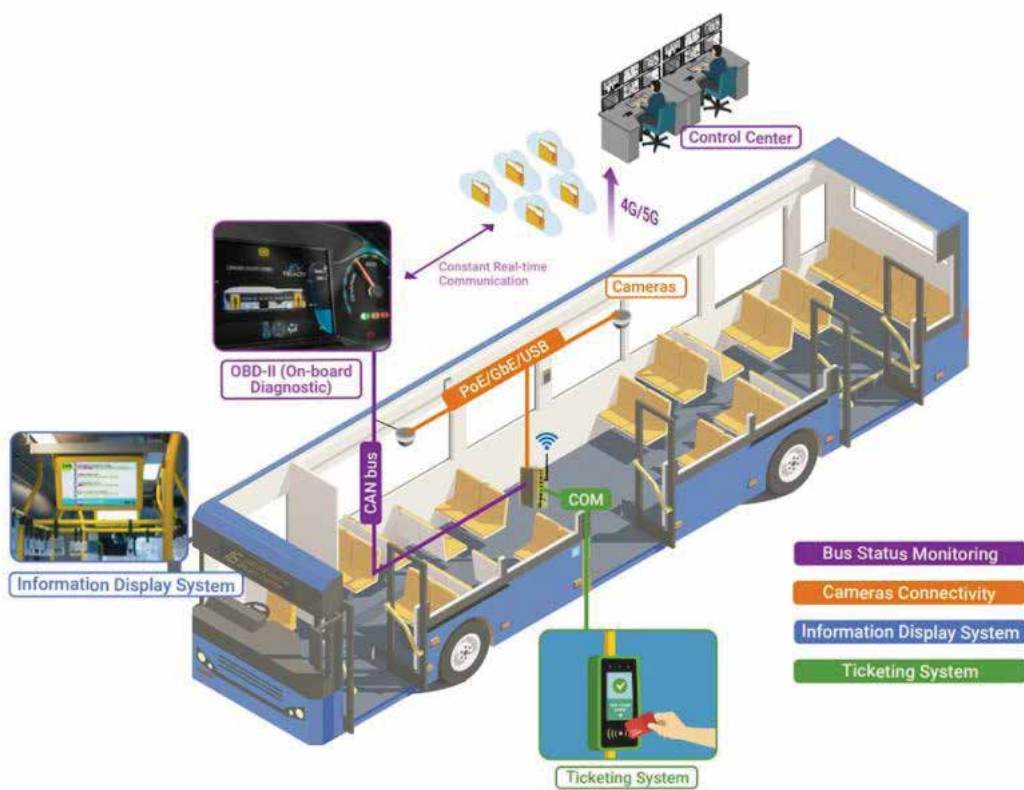 Control Center
4G/5G
Constant Real-time
Communication
Cameras
OBD-II (On-board
Diagnostic)
PoE/GbE/USB
CAN bus
COM
Information Display System
Bus Status Monitoring
Cameras Connectivity
Information Display System
Ticketing System
Ticketing System